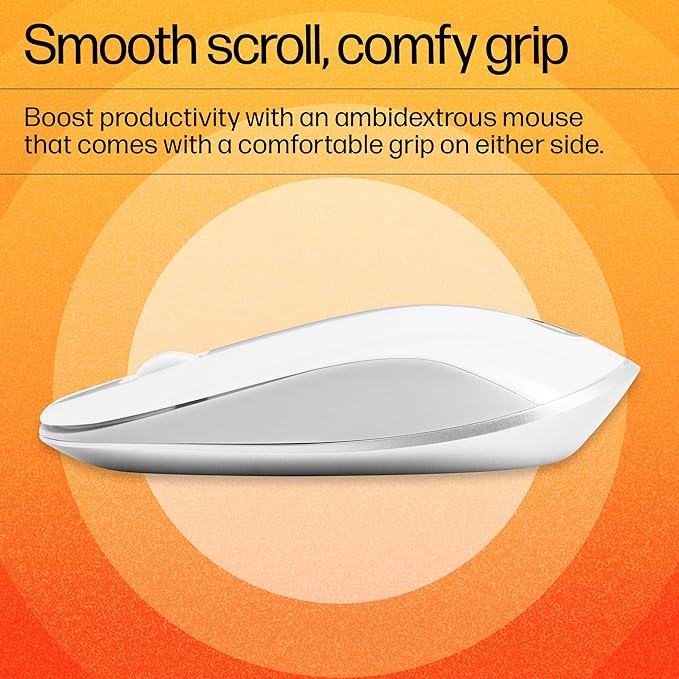 Smooth scroll, comfy grip
Boost productivity with an ambidextrous mouse
that comes with a comfortable grip on either side.